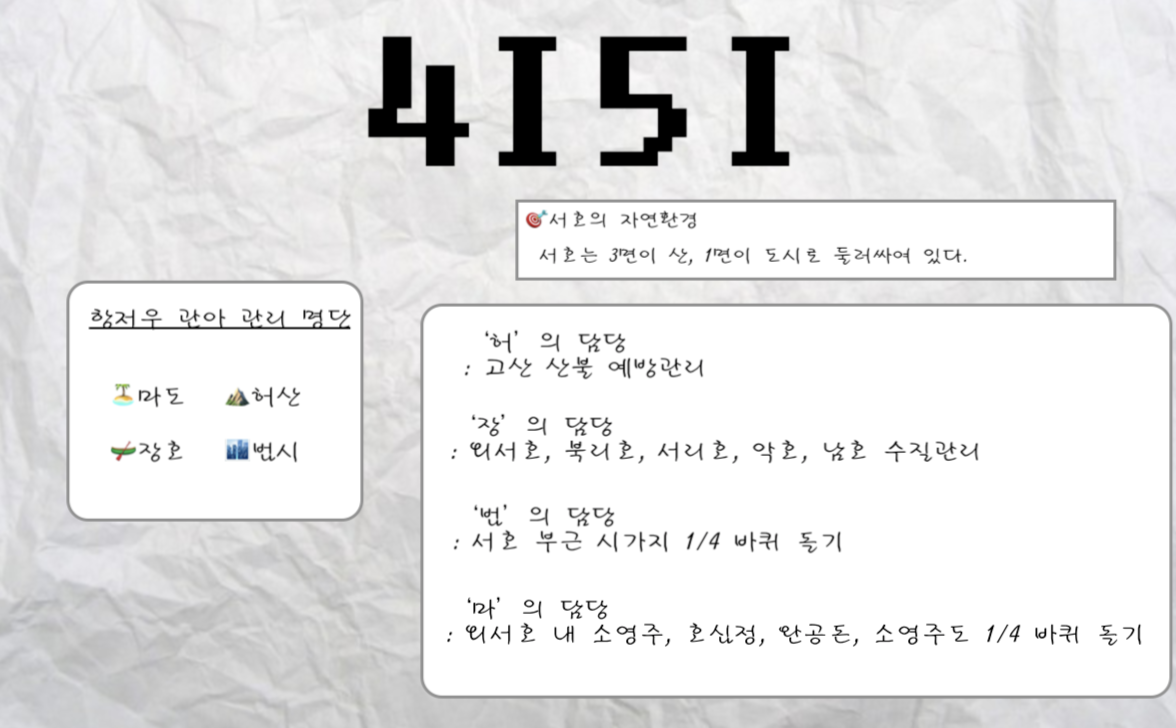 4I5I
🎯서호의 자연환경
서호는 3면이 산, 1면이 도시로 둘러싸여 있다.
항저우 관아 관리 명단
🏝️마도 ⛰️허산
🛶장호 🏙️번시
'허' 의 담당
: 고산 산불 예방관리
'장' 의 담당
: 외서호, 북리호, 서리호, 악호, 남호 수질관리
'번' 의 담당
: 서호 부근 시가지 1/4 바퀴 돌기
'마' 의 담당
: 외서호 내 소영주, 호심정, 완공돈, 소영주도 1/4 바퀴 돌기